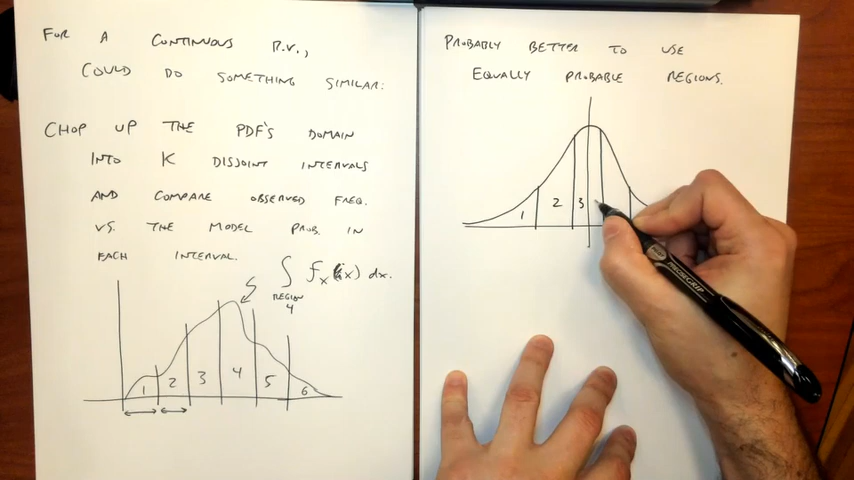 FOR A CONTINUOUS R.V.,
COULD DO SOMETHING SIMILAR:
CHOP UP THE PDF'S DOMAIN
INTO K DISJOINT INTERVALS
AND COMPARE OBSERVED FREQ.
VS. THE MODEL PROB. IN
EACH INTERVAL.
∫ f_X(x) dx.
REGION
4
1 2 3 4 5 6
PROBABLY BETTER TO USE
EQUALLY PROBABLE REGIONS.
1 2 3
PRECISE GRIP